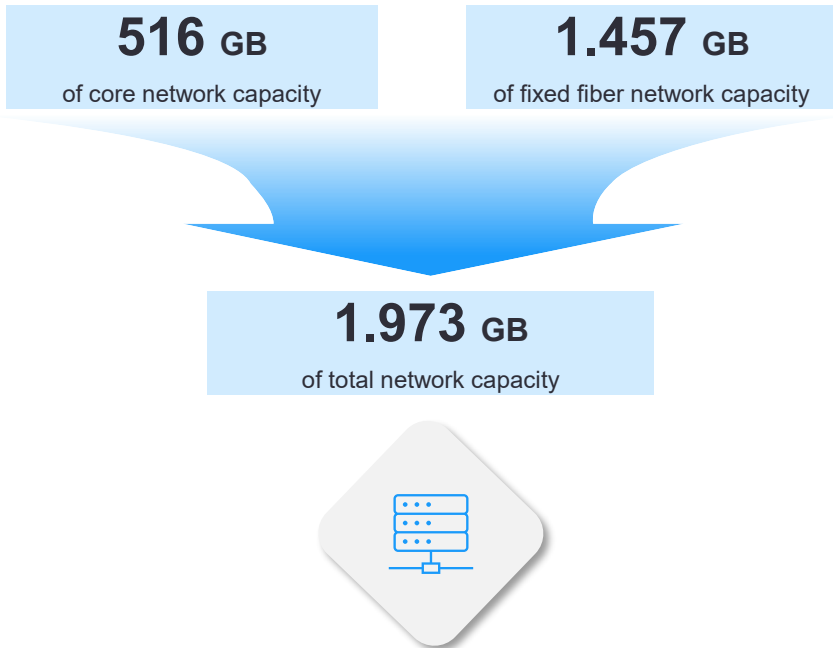 516 GB
of core network capacity
1.457 GB
of fixed fiber network capacity
1.973 GB
of total network capacity